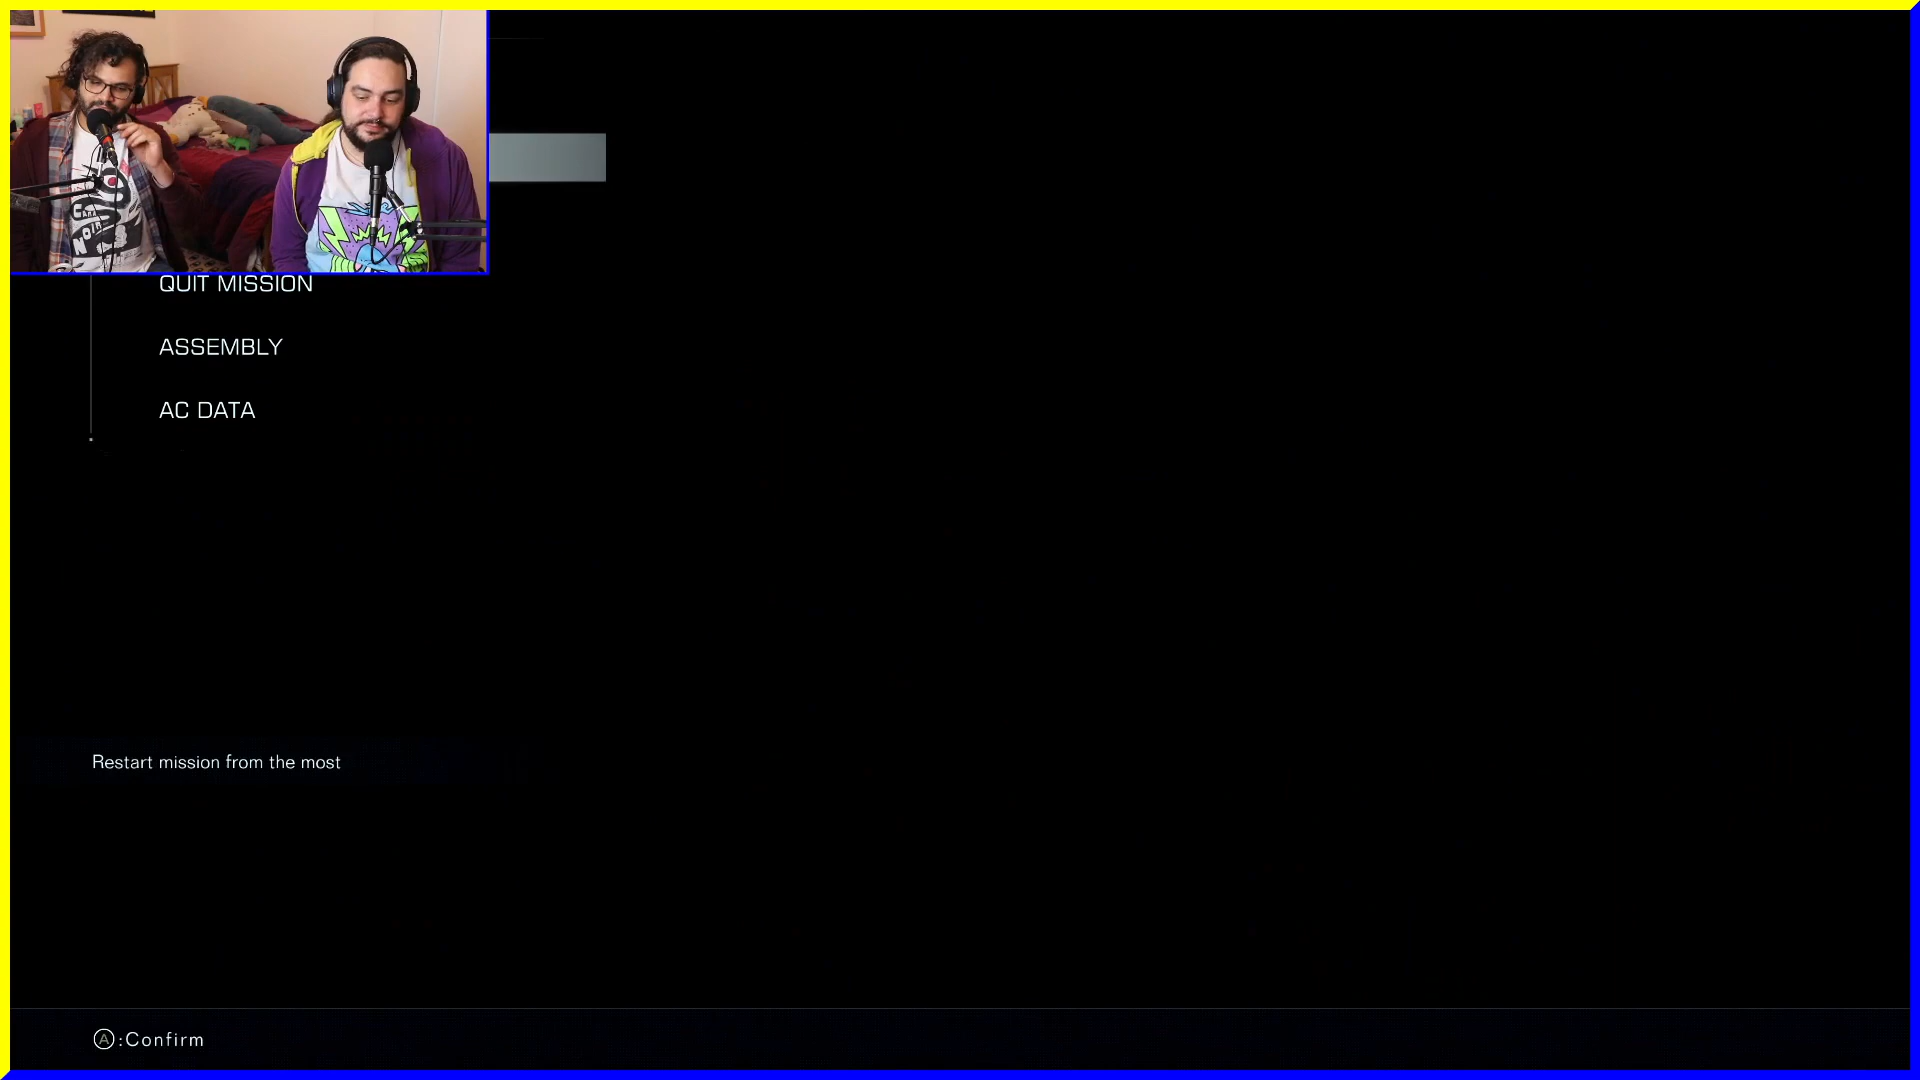 QUIT MISSION
ASSEMBLY
AC DATA
Restart mission from the most
Ⓐ:Confirm